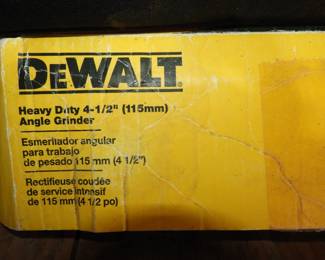 DEWALT
Heavy Duty 4-1/2" (115mm)
Angle Grinder
Esmerilador angular
para trabajo
de pesado 115 mm (4 1/2")
Rectifieuse coudée
de service intensif
de 115 mm (4 1/2 po)